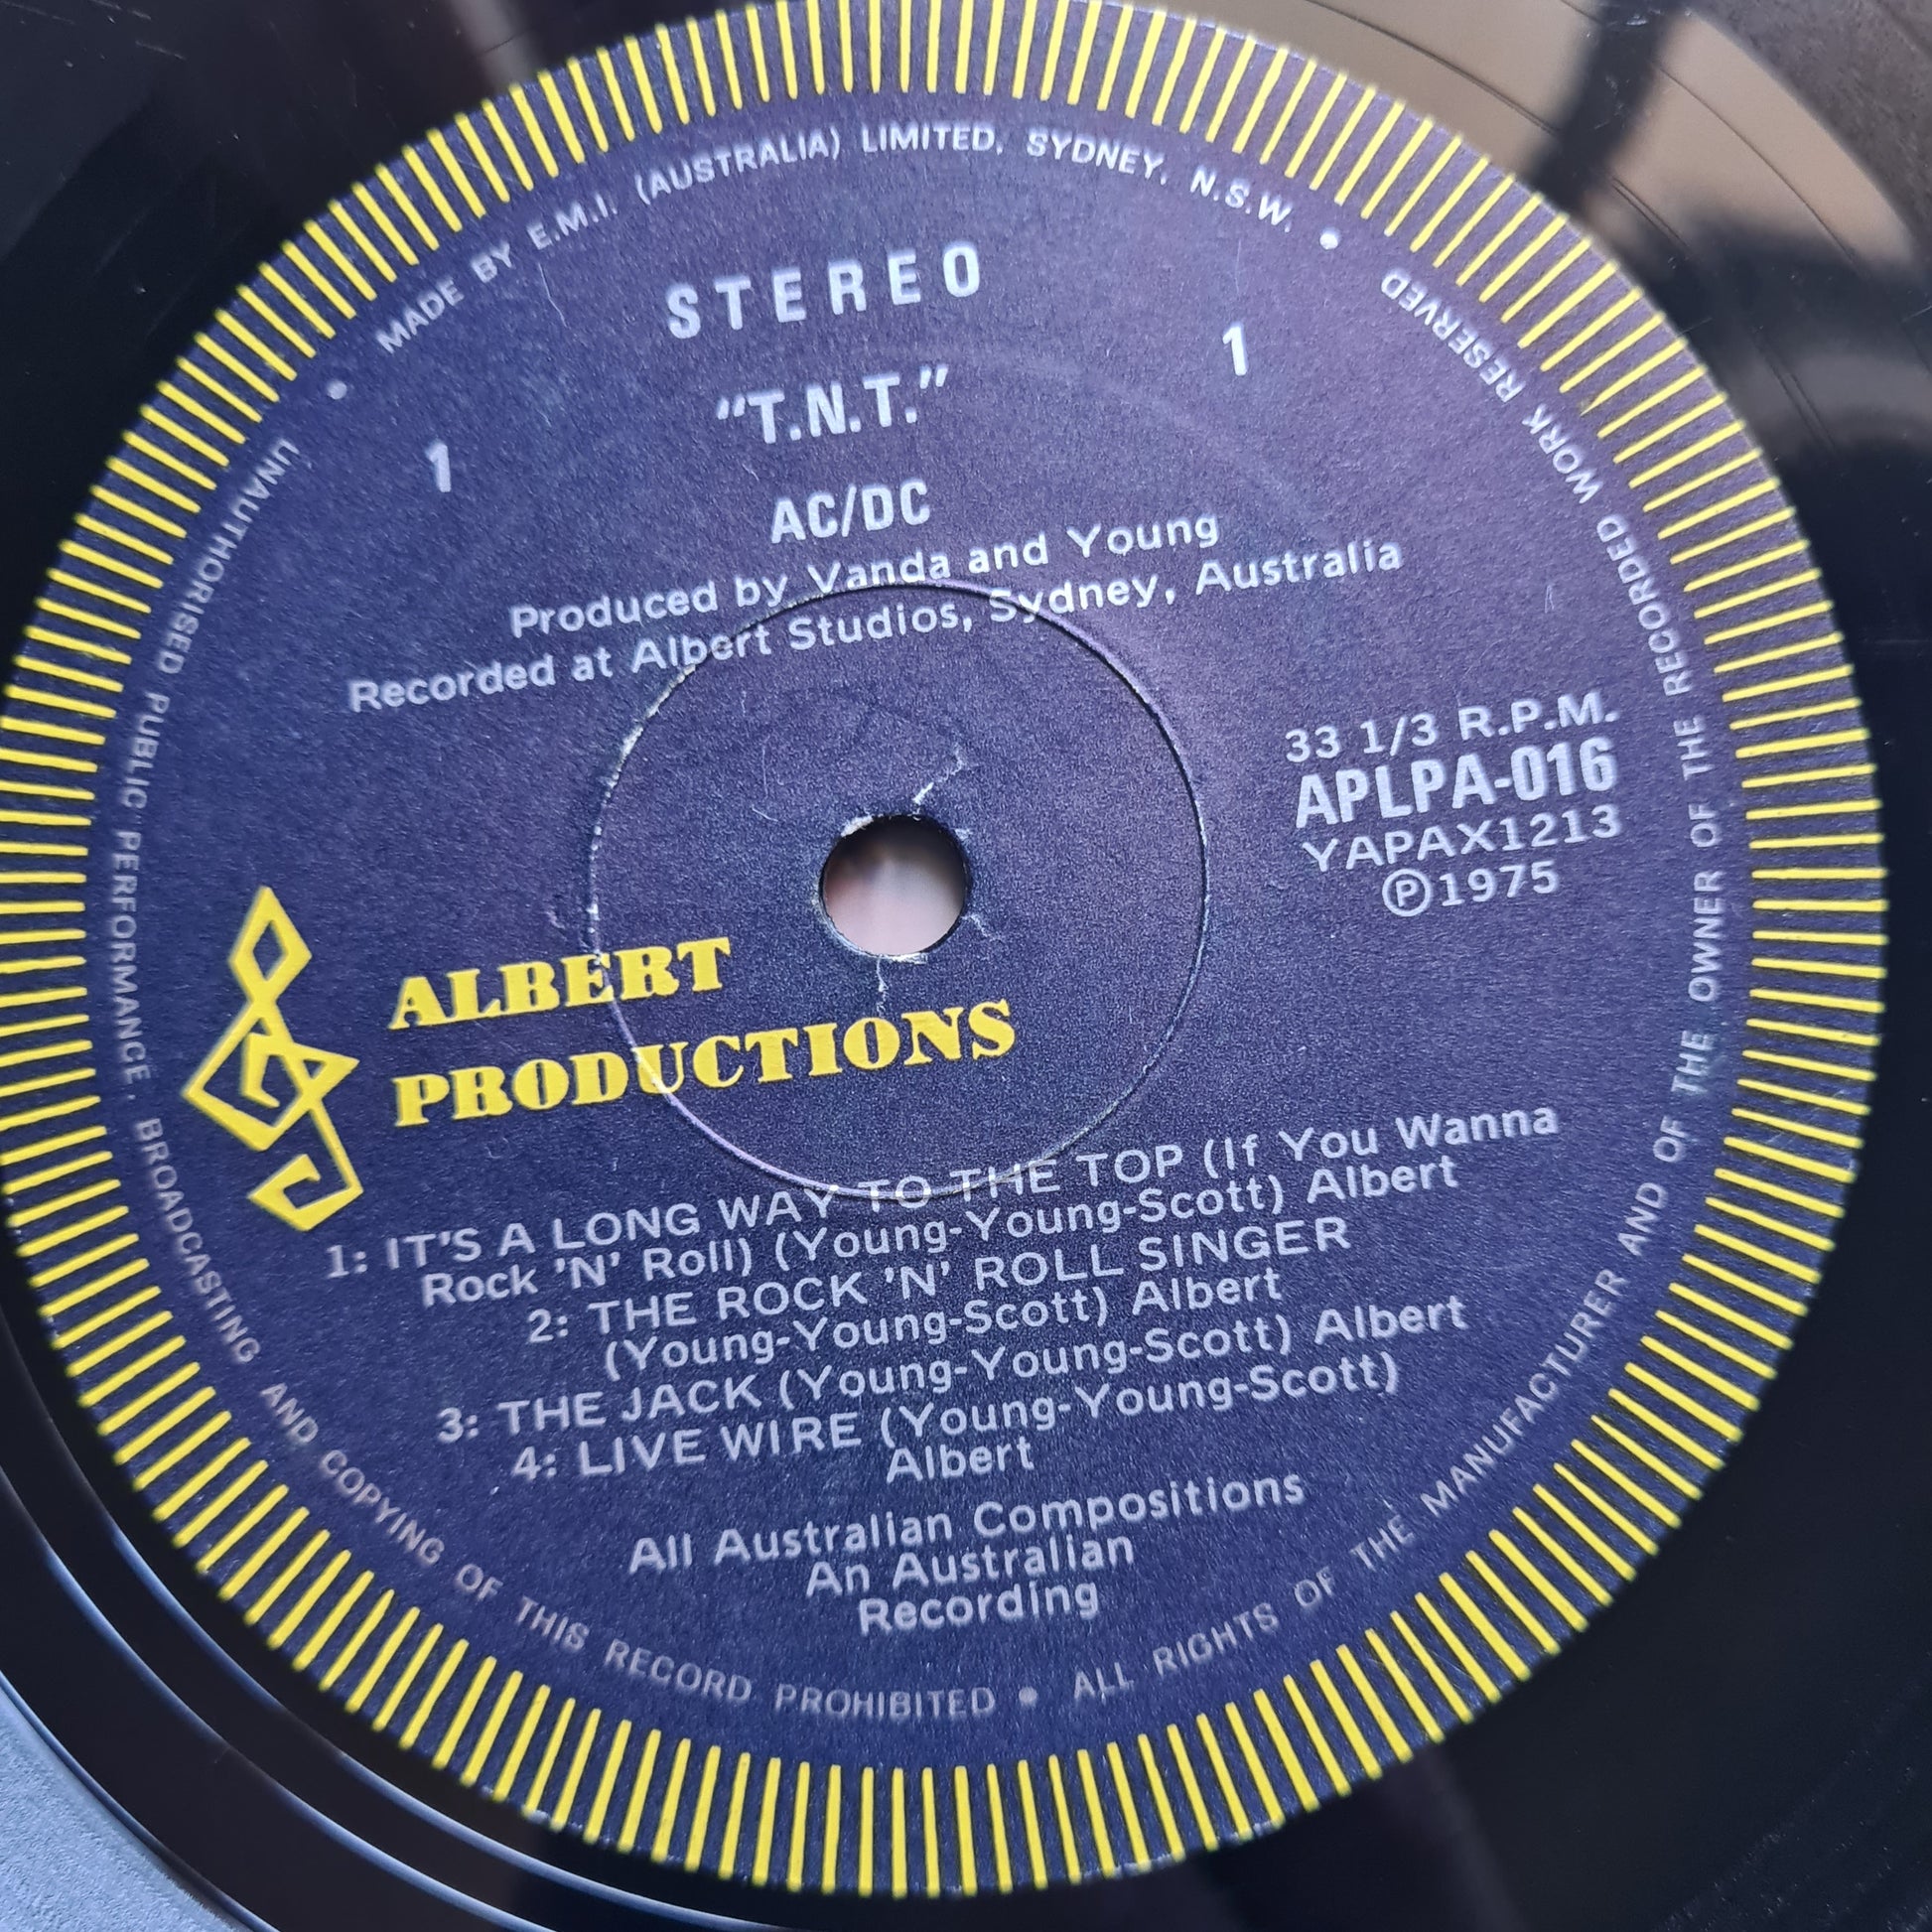 MADE BY E.M.I. (AUSTRALIA) LIMITED, SYDNEY, N.S.W. •
STEREO
"T.N.T."
1
1
AC/DC
Produced by Vanda and Young
Recorded at Albert Studios, Sydney, Australia
33 1/3 R.P.M.
APLPA-016
YAPAX1213
Ⓟ1975
ALBERT
PRODUCTIONS
1: IT'S A LONG WAY TO THE TOP (If You Wanna
Rock 'N' Roll) (Young-Young-Scott) Albert
2: THE ROCK 'N' ROLL SINGER
(Young-Young-Scott) Albert
3: THE JACK (Young-Young-Scott) Albert
4: LIVE WIRE (Young-Young-Scott)
Albert
All Australian Compositions
An Australian
Recording
UNAUTHORISED PUBLIC PERFORMANCE, BROADCASTING AND COPYING OF THIS RECORD PROHIBITED • ALL RIGHTS OF THE MANUFACTURER AND OF THE OWNER OF THE RECORDED WORK RESERVED